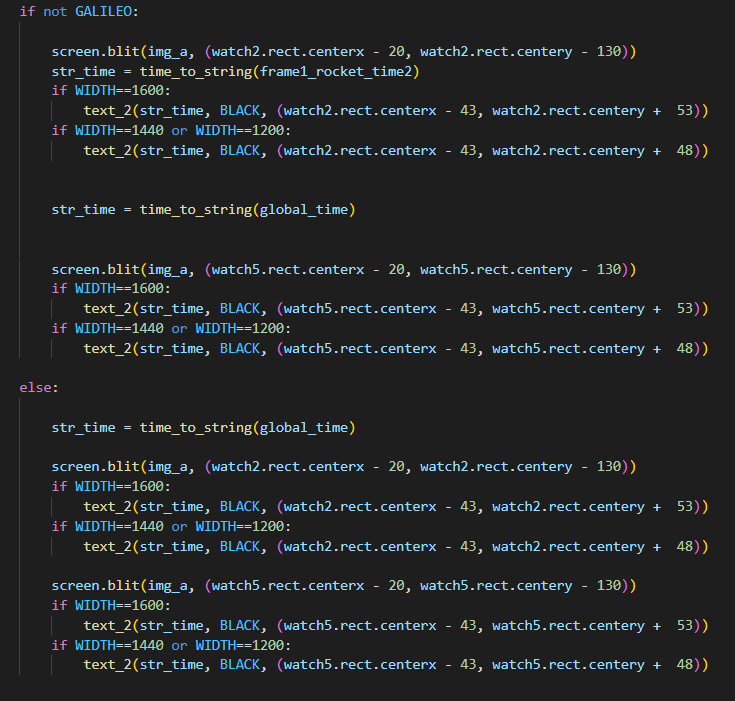 if not GALILEO:
screen.blit(img_a, (watch2.rect.centerx - 20, watch2.rect.centery - 130))
str_time = time_to_string(frame1_rocket_time2)
if WIDTH==1600:
text_2(str_time, BLACK, (watch2.rect.centerx - 43, watch2.rect.centery +  53))
if WIDTH==1440 or WIDTH==1200:
text_2(str_time, BLACK, (watch2.rect.centerx - 43, watch2.rect.centery +  48))
str_time = time_to_string(global_time)
screen.blit(img_a, (watch5.rect.centerx - 20, watch5.rect.centery - 130))
if WIDTH==1600:
text_2(str_time, BLACK, (watch5.rect.centerx - 43, watch5.rect.centery +  53))
if WIDTH==1440 or WIDTH==1200:
text_2(str_time, BLACK, (watch5.rect.centerx - 43, watch5.rect.centery +  48))
else:
str_time = time_to_string(global_time)
screen.blit(img_a, (watch2.rect.centerx - 20, watch2.rect.centery - 130))
if WIDTH==1600:
text_2(str_time, BLACK, (watch2.rect.centerx - 43, watch2.rect.centery +  53))
if WIDTH==1440 or WIDTH==1200:
text_2(str_time, BLACK, (watch2.rect.centerx - 43, watch2.rect.centery +  48))
screen.blit(img_a, (watch5.rect.centerx - 20, watch5.rect.centery - 130))
if WIDTH==1600:
text_2(str_time, BLACK, (watch5.rect.centerx - 43, watch5.rect.centery +  53))
if WIDTH==1440 or WIDTH==1200:
text_2(str_time, BLACK, (watch5.rect.centerx - 43, watch5.rect.centery +  48))